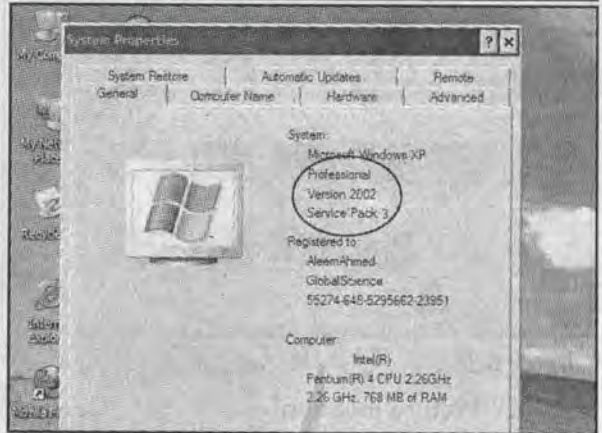 System Properties
? X
System Restore Automatic Updates Remote
General Computer Name Hardware Advanced
System:
Microsoft Windows XP
Professional
Version 2002
Service Pack 3
Registered to:
AleemAhmed
GlobalScience
55274-648-5295662-23951
Computer:
Intel(R)
Pentium(R) 4 CPU 2.26GHz
2.26 GHz, 768 MB of RAM